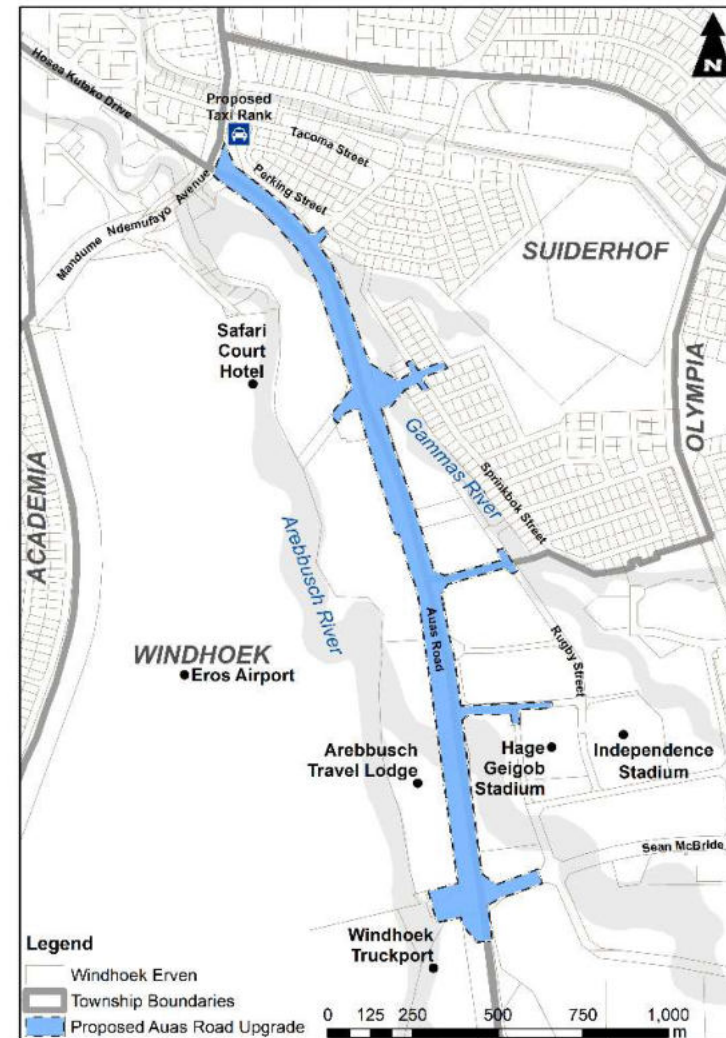 N
Hosea Kutako Drive
Proposed
Taxi Rank
Tacoma Street
Perking Street
Mandume Ndemufayo Avenue
SUIDERHOF
Safari
Court
Hotel
OLYMPIA
Gammas River
Sprinkbok Street
ACADEMIA
Arebbusch River
Auas Road
Rugby Street
WINDHOEK
Eros Airport
Arebbusch
Travel Lodge
Hage
Geigob
Stadium
Independence
Stadium
Sean McBride
Windhoek
Truckport
Legend
Windhoek Erven
Township Boundaries
Proposed Auas Road Upgrade
0 125 250 500 750 1,000
m